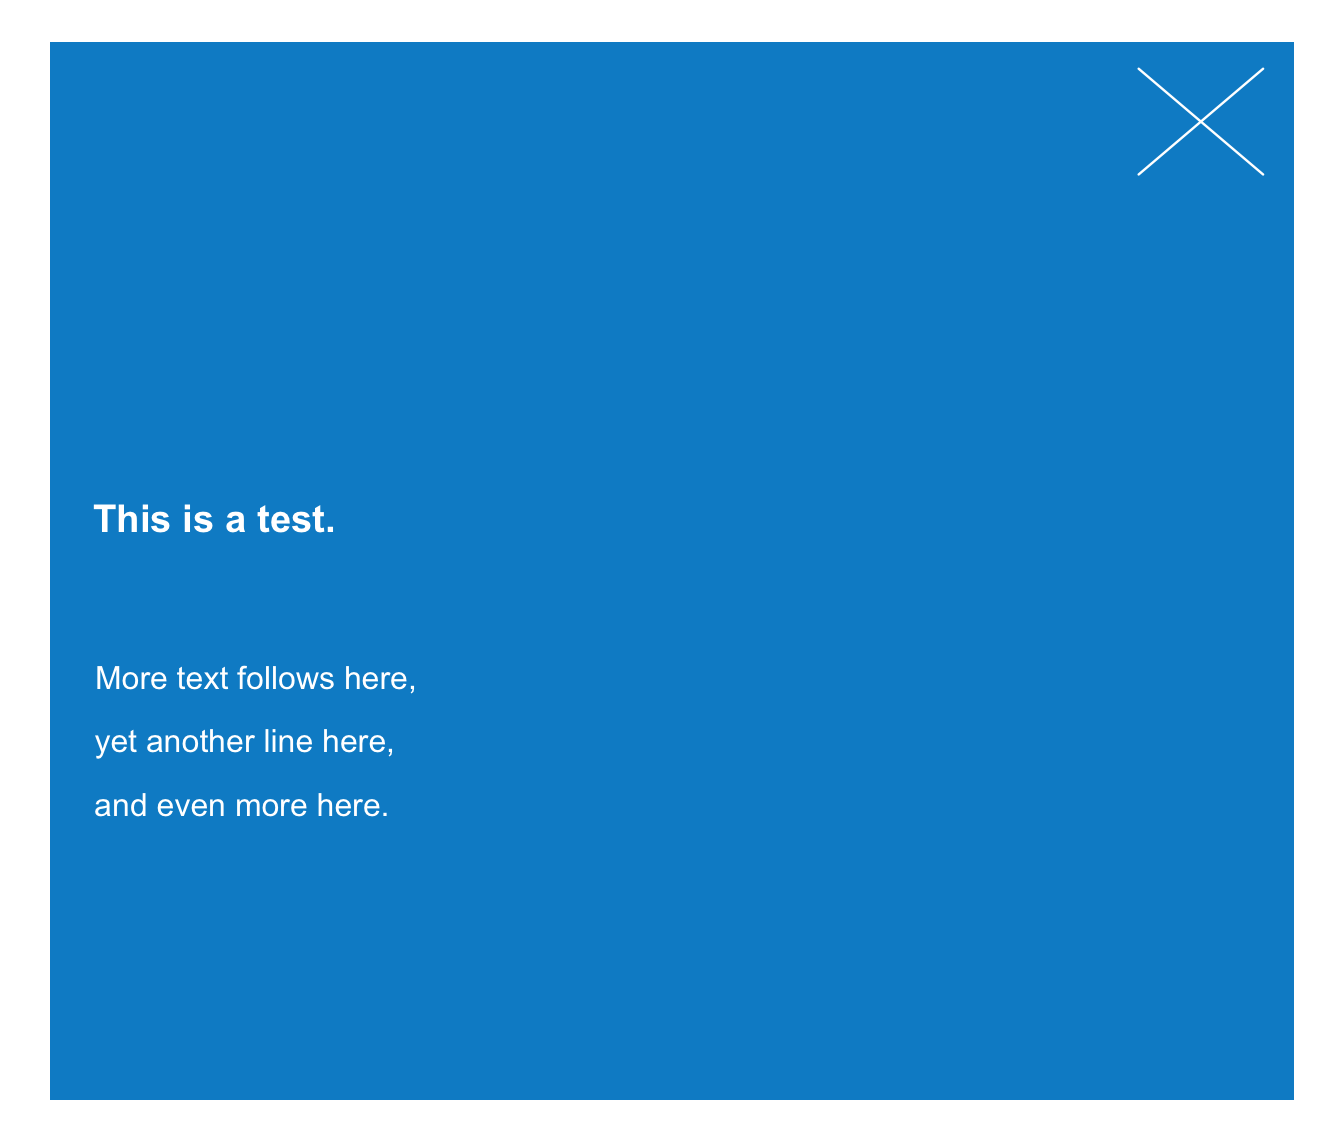 This is a test.
More text follows here,
yet another line here,
and even more here.